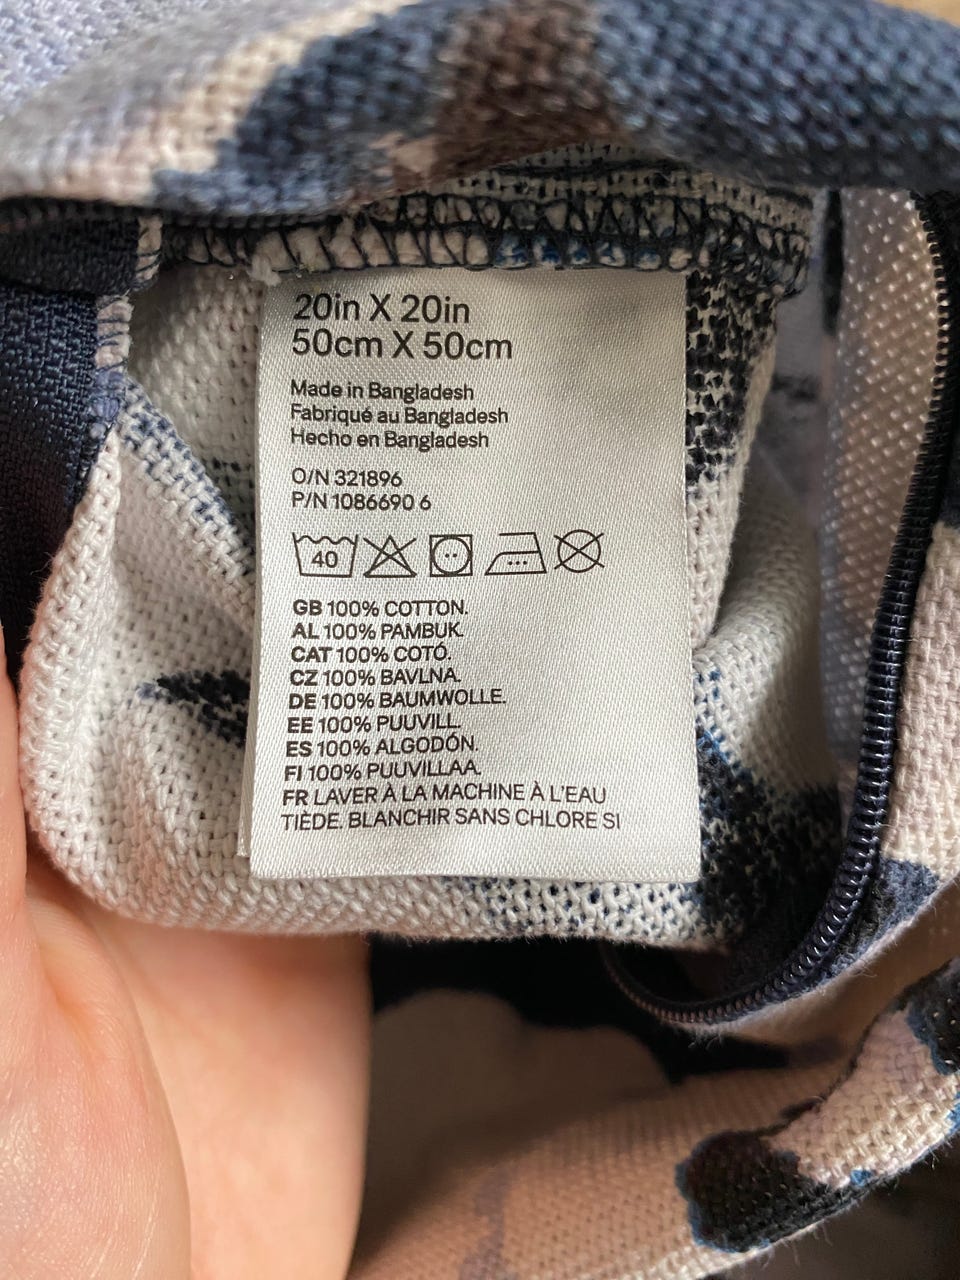 20in X 20in
50cm X 50cm
Made in Bangladesh
Fabriqué au Bangladesh
Hecho en Bangladesh
O/N 321896
P/N 1086690 6
40
GB 100% COTTON.
AL 100% PAMBUK.
CAT 100% COTÓ.
CZ 100% BAVLNA.
DE 100% BAUMWOLLE.
EE 100% PUUVILL.
ES 100% ALGODÓN.
FI 100% PUUVILLAA.
FR LAVER À LA MACHINE À L'EAU
TIÈDE. BLANCHIR SANS CHLORE SI